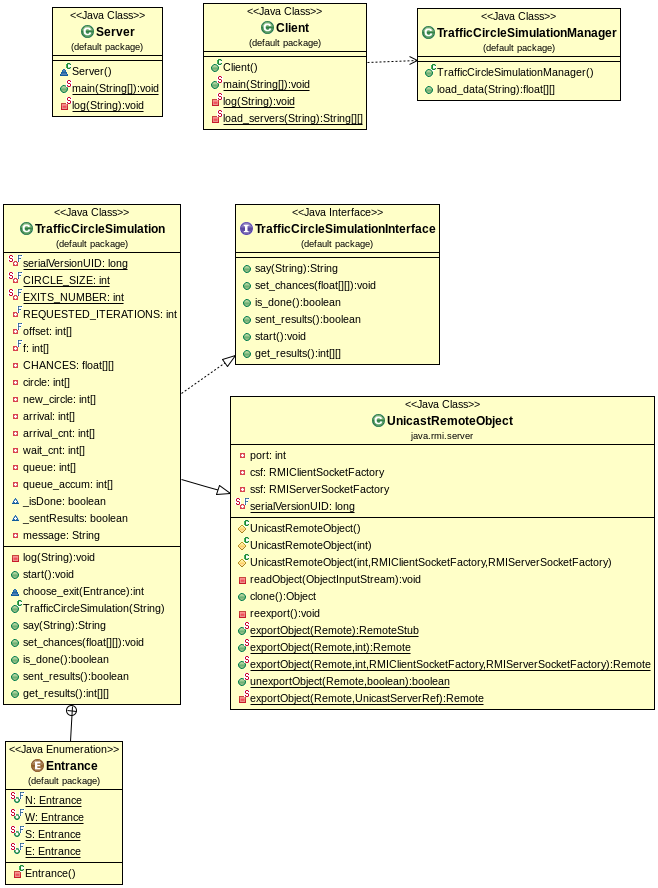 <<Java Class>>
Server
(default package)
Server()
main(String[]):void
log(String):void
<<Java Class>>
Client
(default package)
Client()
main(String[]):void
log(String):void
load_servers(String):String[][]
<<Java Class>>
TrafficCircleSimulationManager
(default package)
TrafficCircleSimulationManager()
load_data(String):float[][]
<<Java Class>>
TrafficCircleSimulation
(default package)
serialVersionUID: long
CIRCLE_SIZE: int
EXITS_NUMBER: int
REQUESTED_ITERATIONS: int
offset: int[]
f: int[]
CHANCES: float[][]
circle: int[]
new_circle: int[]
arrival: int[]
arrival_cnt: int[]
wait_cnt: int[]
queue: int[]
queue_accum: int[]
_isDone: boolean
_sentResults: boolean
message: String
log(String):void
start():void
choose_exit(Entrance):int
TrafficCircleSimulation(String)
say(String):String
set_chances(float[][]):void
is_done():boolean
sent_results():boolean
get_results():int[][]
<<Java Interface>>
TrafficCircleSimulationInterface
(default package)
say(String):String
set_chances(float[][]):void
is_done():boolean
sent_results():boolean
start():void
get_results():int[][]
<<Java Class>>
UnicastRemoteObject
java.rmi.server
port: int
csf: RMIClientSocketFactory
ssf: RMIServerSocketFactory
serialVersionUID: long
UnicastRemoteObject()
UnicastRemoteObject(int)
UnicastRemoteObject(int,RMIClientSocketFactory,RMIServerSocketFactory)
readObject(ObjectInputStream):void
clone():Object
reexport():void
exportObject(Remote):RemoteStub
exportObject(Remote,int):Remote
exportObject(Remote,int,RMIClientSocketFactory,RMIServerSocketFactory):Remote
unexportObject(Remote,boolean):boolean
exportObject(Remote,UnicastServerRef):Remote
<<Java Enumeration>>
Entrance
(default package)
N: Entrance
W: Entrance
S: Entrance
E: Entrance
Entrance()